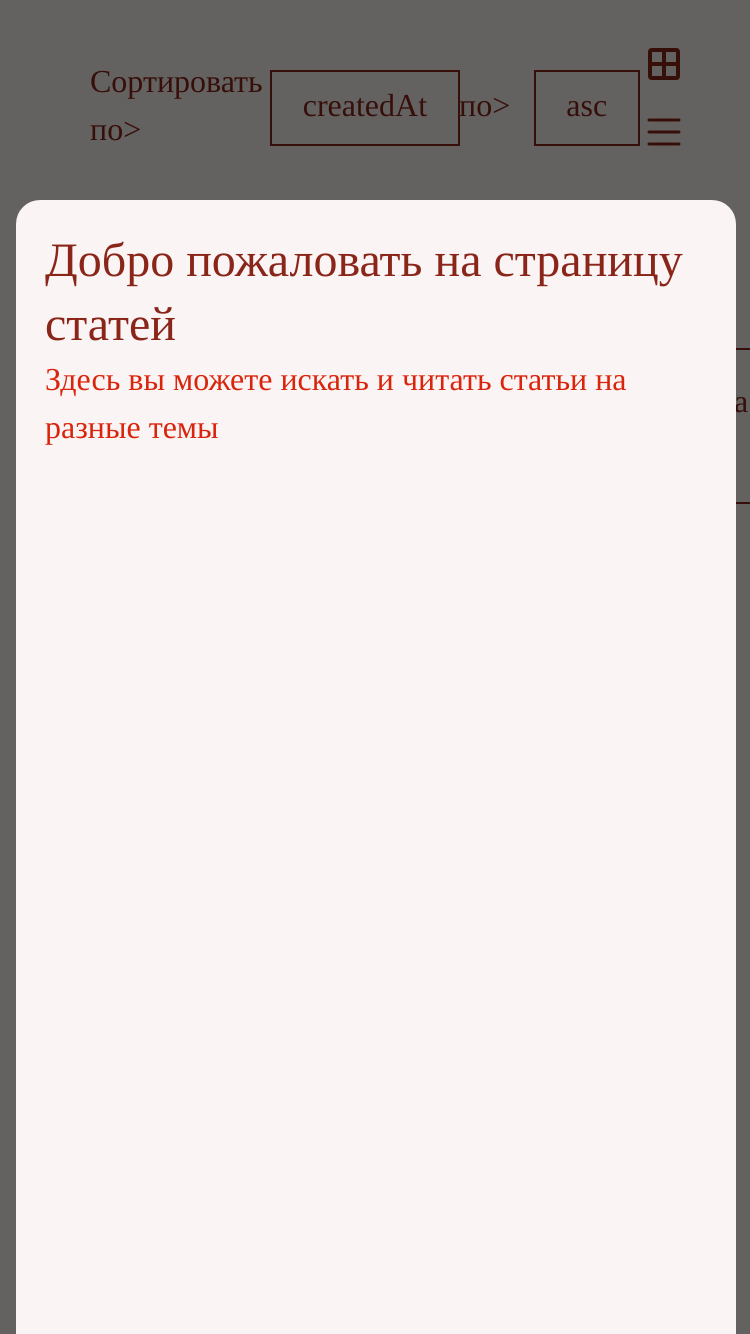 Сортировать
по>
createdAt
по>
asc
Добро пожаловать на страницу
статей
Здесь вы можете искать и читать статьи на
разные темы